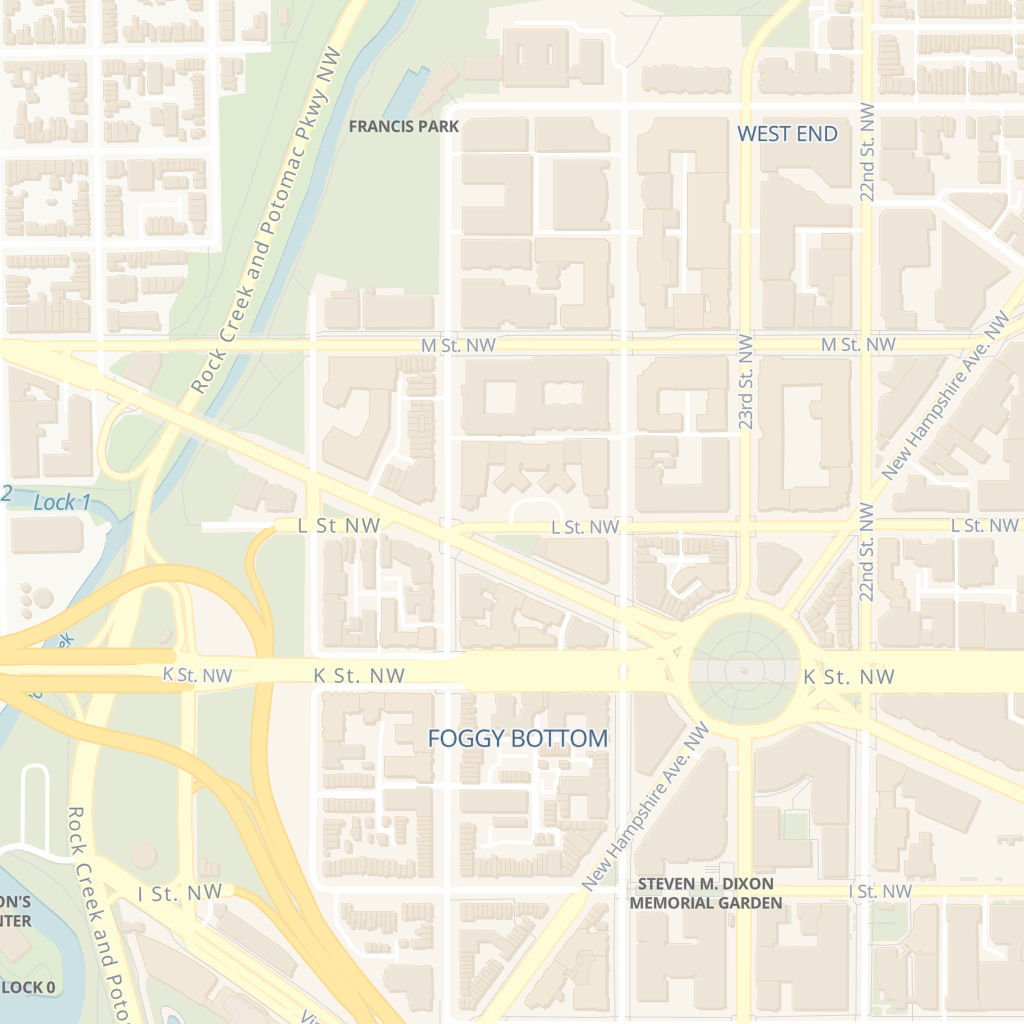 Rock Creek and Potomac Pkwy NW
FRANCIS PARK
WEST END
22nd St. NW
M St. NW
M St. NW
23rd St. NW
New Hampshire Ave. NW
2
Lock 1
L St NW
L St. NW
L St. NW
22nd St. NW
K St. NW
K St. NW
K St. NW
FOGGY BOTTOM
New Hampshire Ave. NW
Rock Creek and Poto
I St. NW
STEVEN M. DIXON
MEMORIAL GARDEN
I St. NW
ON'S
NTER
LOCK 0